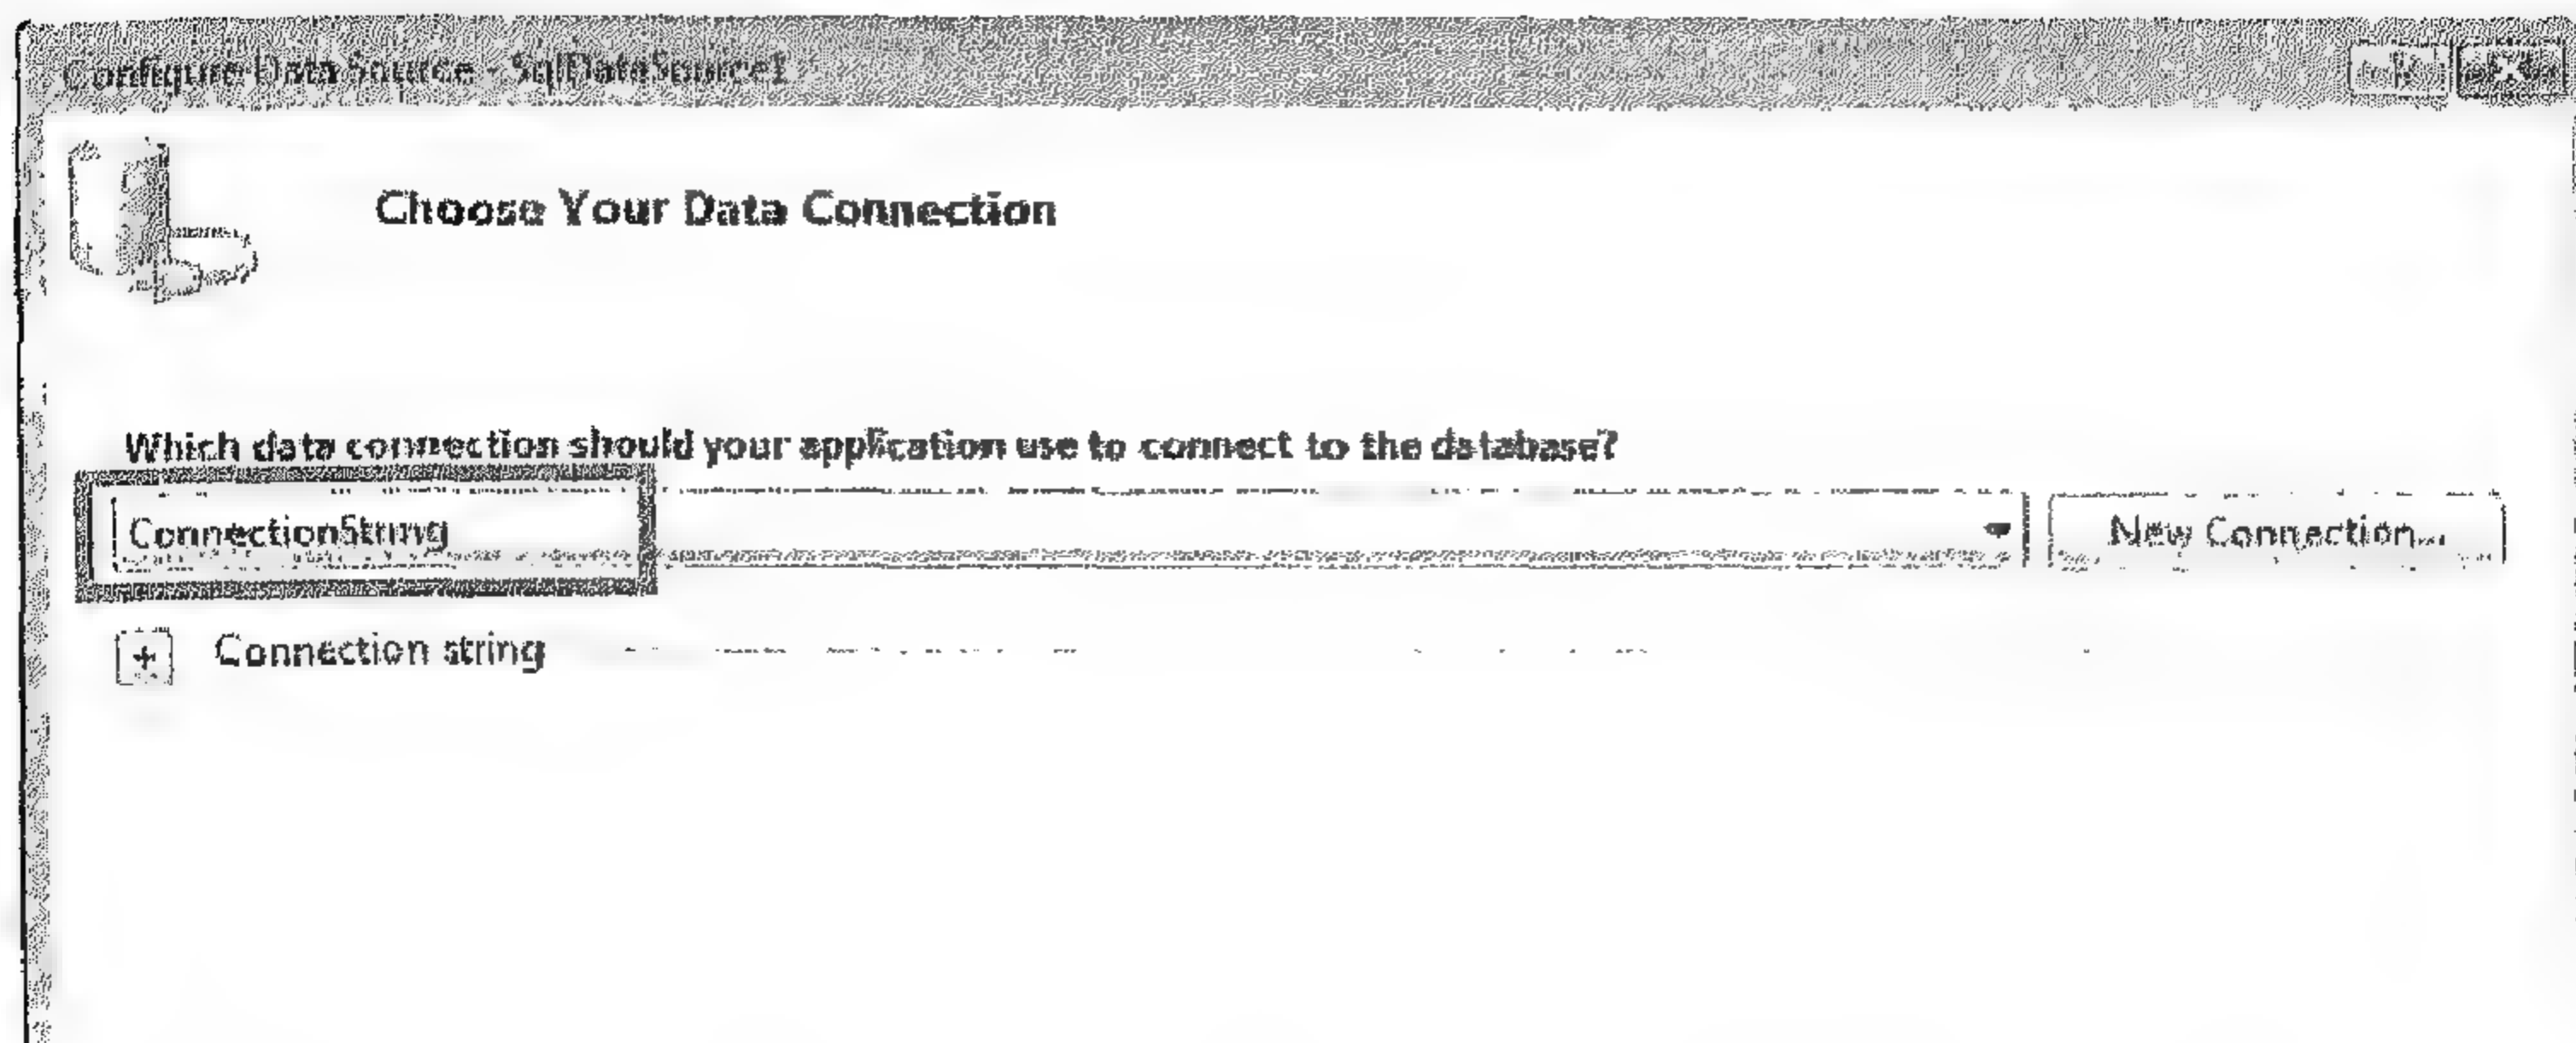 Configure Data Source - SqlDataSource1
Choose Your Data Connection
Which data connection should your application use to connect to the database?
ConnectionString
New Connection...
+ Connection string